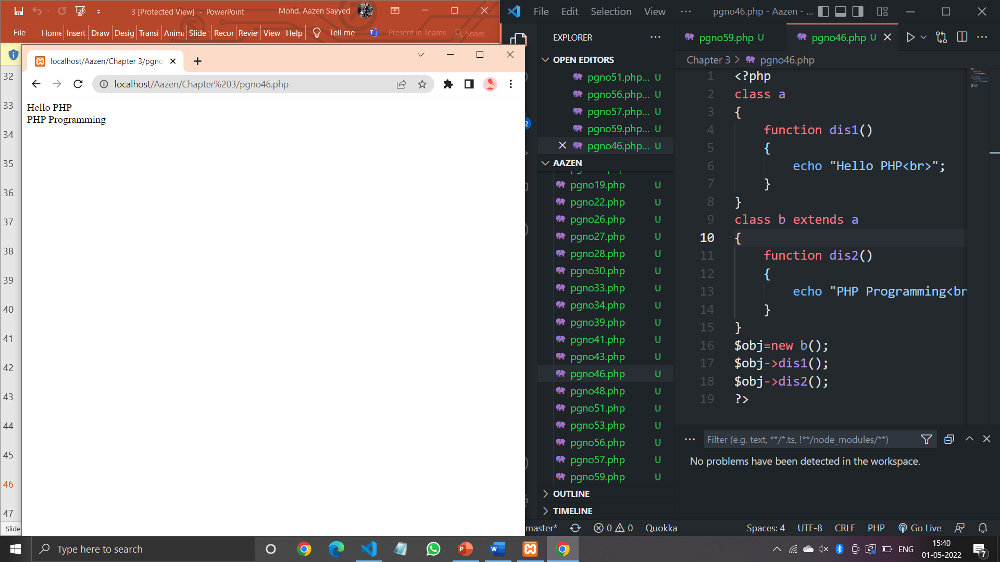 3 [Protected View] - PowerPoint
Mohd. Aazen Sayyed
File Home Insert Draw Desig Transi Anima Slide Recor Review View Help Tell me Present in Teams Share
localhost/Aazen/Chapter 3/pgno
localhost/Aazen/Chapter%203/pgno46.php
Hello PHP
PHP Programming
32
33
34
35
36
37
38
39
40
41
42
43
44
45
46
47
Slide
File Edit Selection View ··· pgno46.php - Aazen - ...
EXPLORER ···
OPEN EDITORS
pgno51.php... U
pgno56.php... U
pgno57.php... U
pgno59.php... U
pgno46.php... U
2
AAZEN
pgno19.php U
pgno22.php U
pgno26.php U
pgno27.php U
pgno28.php U
pgno30.php U
pgno33.php U
pgno34.php U
pgno39.php U
pgno41.php U
pgno43.php U
pgno46.php U
pgno48.php U
pgno51.php U
pgno53.php U
pgno56.php U
pgno57.php U
pgno59.php U
OUTLINE
TIMELINE
pgno59.php U pgno46.php U
Chapter 3 > pgno46.php
1 <?php
2 class a
3 {
4 function dis1()
5 {
6 echo "Hello PHP<br>";
7 }
8 }
9 class b extends a
10 {
11 function dis2()
12 {
13 echo "PHP Programming<br
14 }
15 }
16 $obj=new b();
17 $obj->dis1();
18 $obj->dis2();
19 ?>
Filter (e.g. text, **/*.ts, !**/node_modules/**)
No problems have been detected in the workspace.
master* 0 0 Quokka Spaces: 4 UTF-8 CRLF PHP Go Live
Type here to search
ENG
15:40
01-05-2022
7